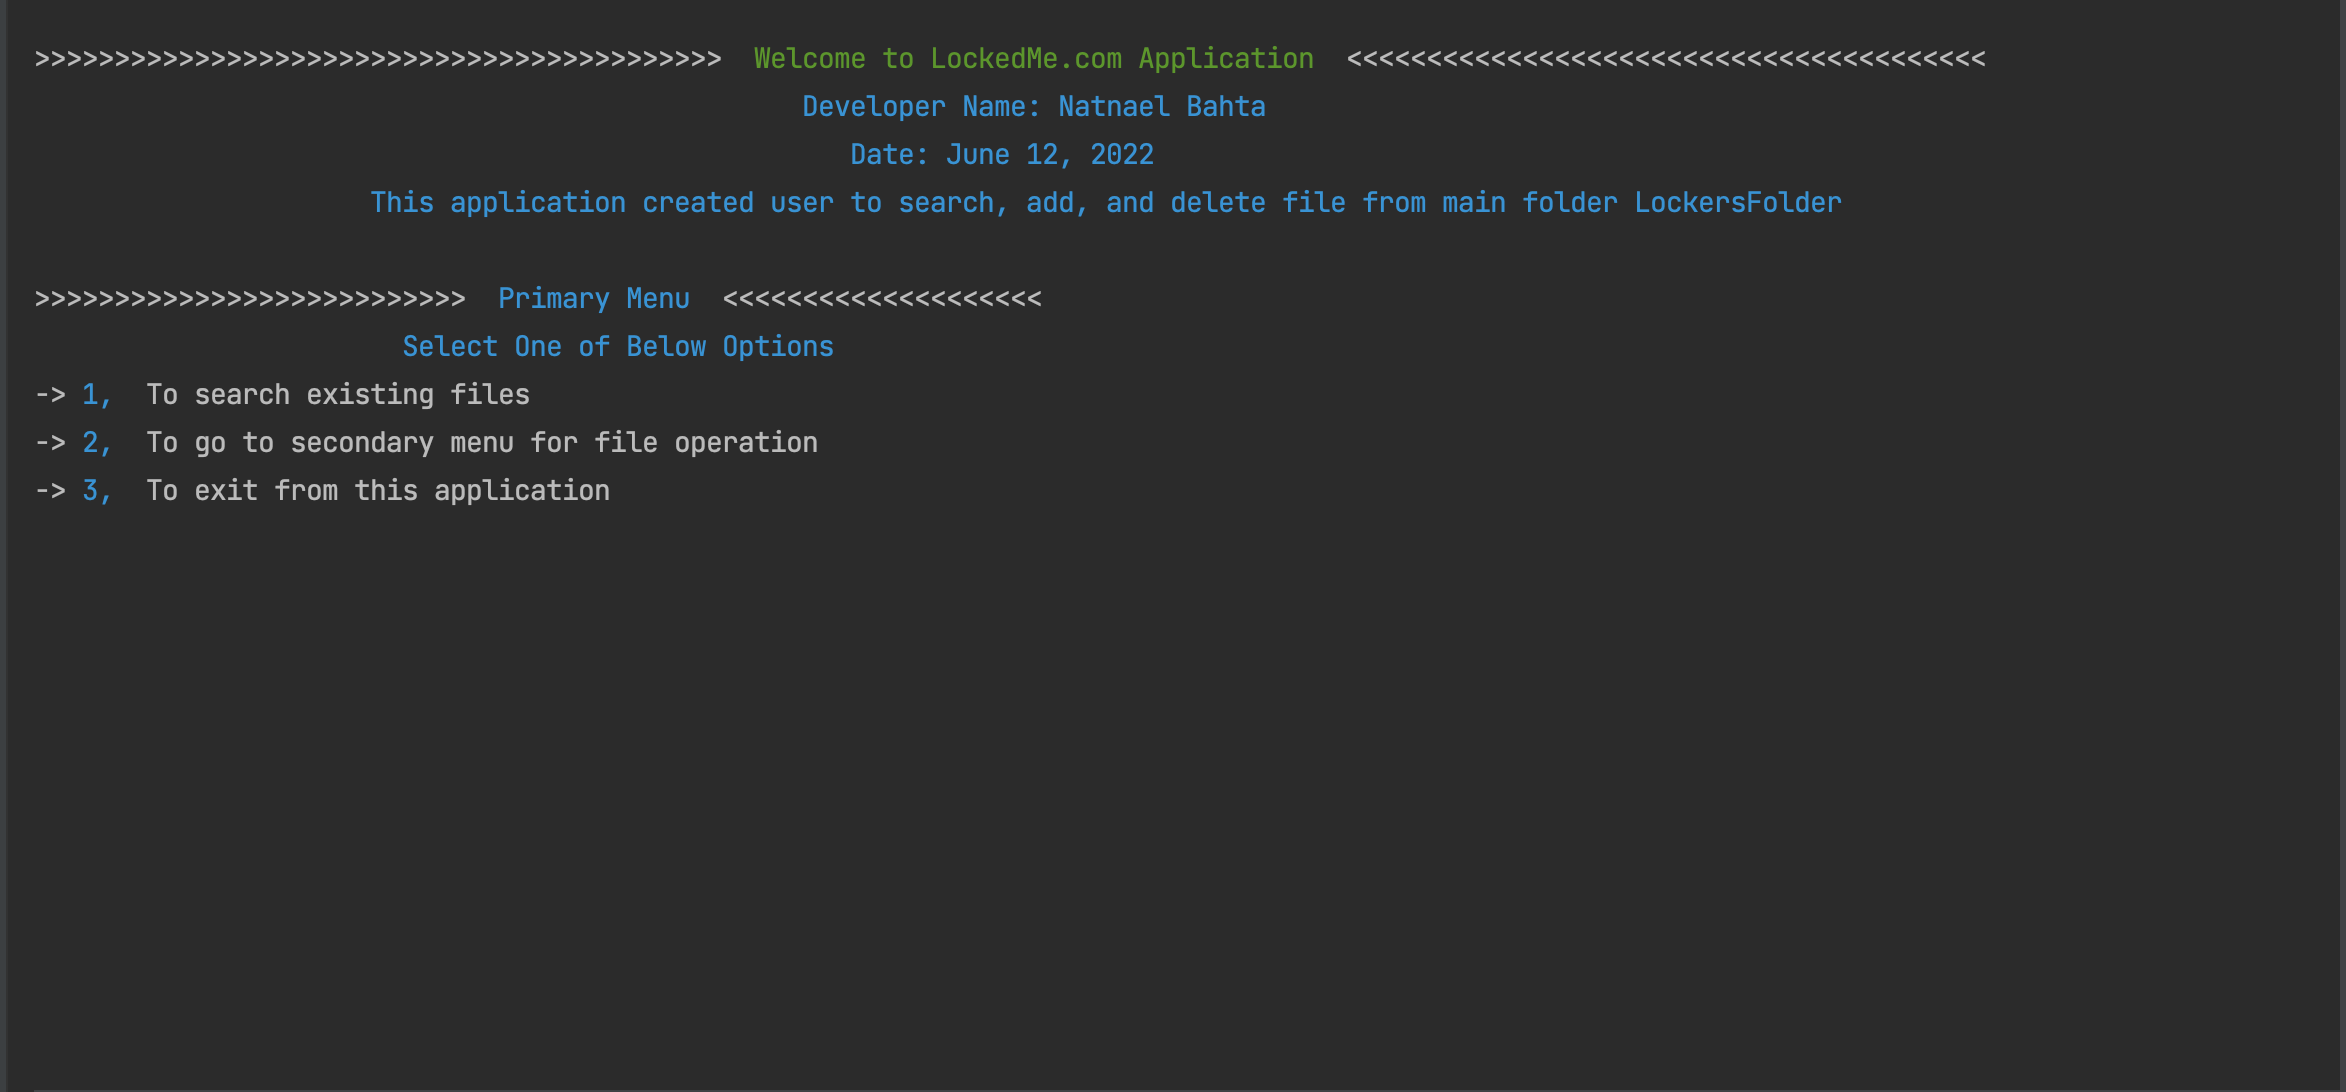 >>>>>>>>>>>>>>>>>>>>>>>>>>>>>>>>>>>>>>>>>>>  Welcome to LockedMe.com Application  <<<<<<<<<<<<<<<<<<<<<<<<<<<<<<<<<<<<<<<<
Developer Name: Natnael Bahta
Date: June 12, 2022
This application created user to search, add, and delete file from main folder LockersFolder
>>>>>>>>>>>>>>>>>>>>>>>>>>>  Primary Menu  <<<<<<<<<<<<<<<<<<<<
Select One of Below Options
-> 1,  To search existing files
-> 2,  To go to secondary menu for file operation
-> 3,  To exit from this application